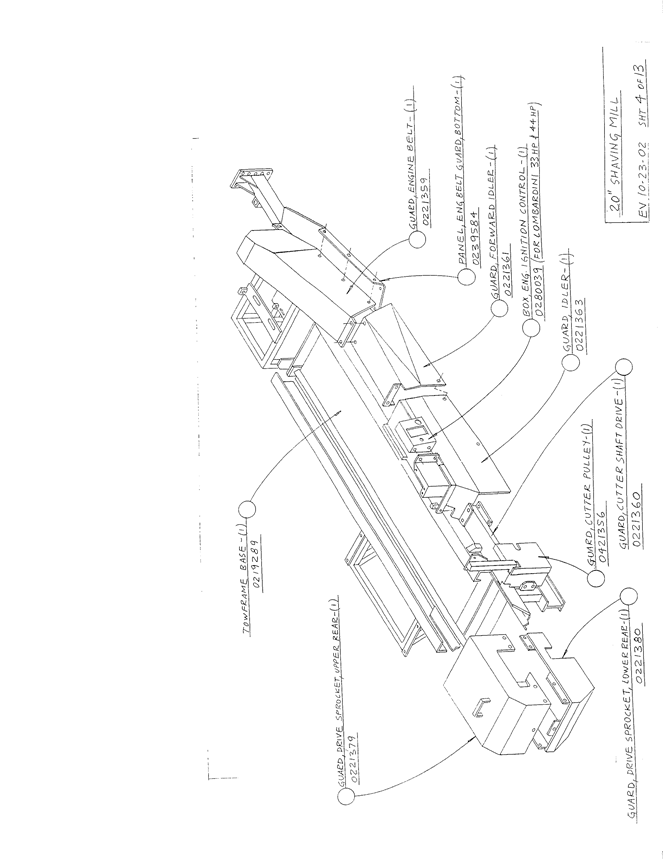 GUARD, ENGINE BELT-(1)
0221359
PANEL, ENG BELT GUARD, BOTTOM-(1)
0239584
GUARD, FORWARD IDLER-(1)
0221361
BOX, ENG IGNITION CONTROL-(1)
0280039 (FOR LOMBARDINI 33HP & 44HP)
GUARD, IDLER-(1)
0221363
GUARD, CUTTER PULLEY-(1)
0421356
GUARD, CUTTER SHAFT DRIVE-(1)
0221360
TOWFRAME BASE-(1)
0219289
GUARD, DRIVE SPROCKET, UPPER REAR-(1)
0221379
GUARD, DRIVE SPROCKET, LOWER REAR-(1)
0221380
20" SHAVING MILL
EV. 10-23-02 SHT 4 OF 13